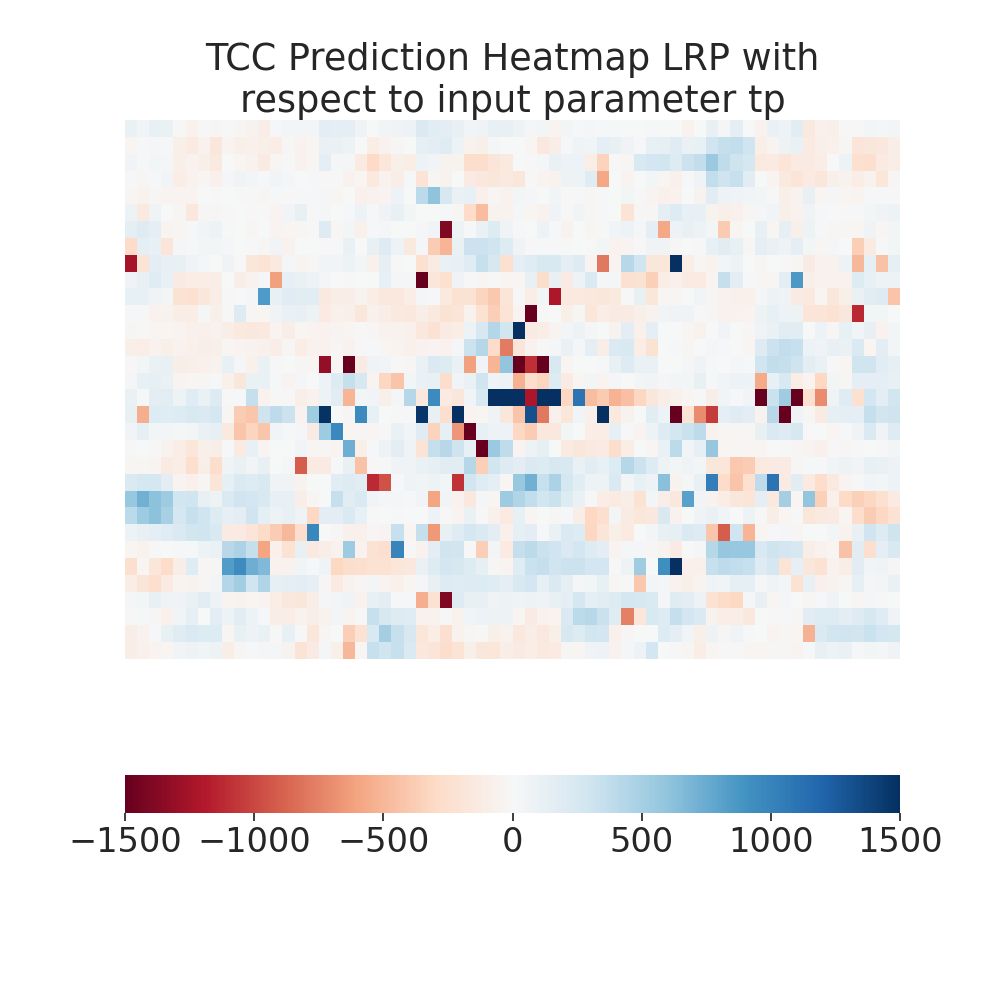 TCC Prediction Heatmap LRP with
respect to input parameter tp
−1500 −1000 −500 0 500 1000 1500